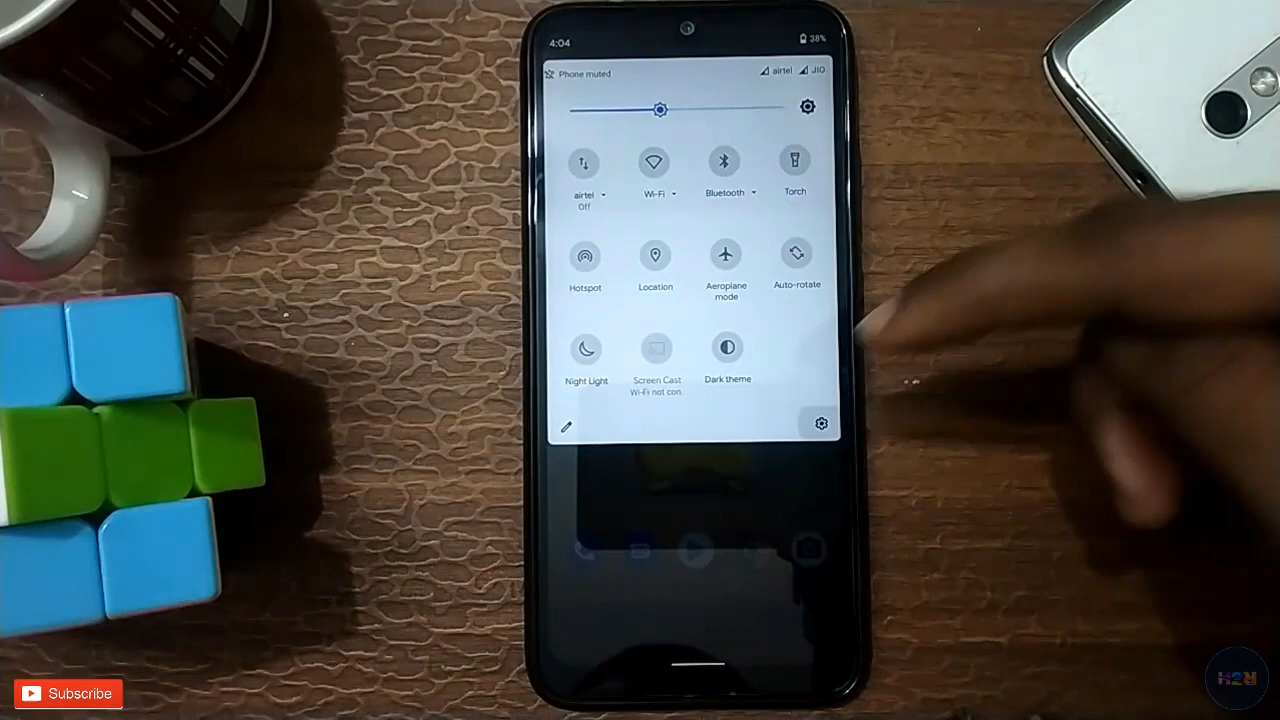 4:04
38%
Phone muted
airtel
JIO
airtel
Off
Wi-Fi
Bluetooth
Torch
Hotspot
Location
Aeroplane
mode
Auto-rotate
Night Light
Screen Cast
Wi-Fi not con.
Dark theme
Subscribe